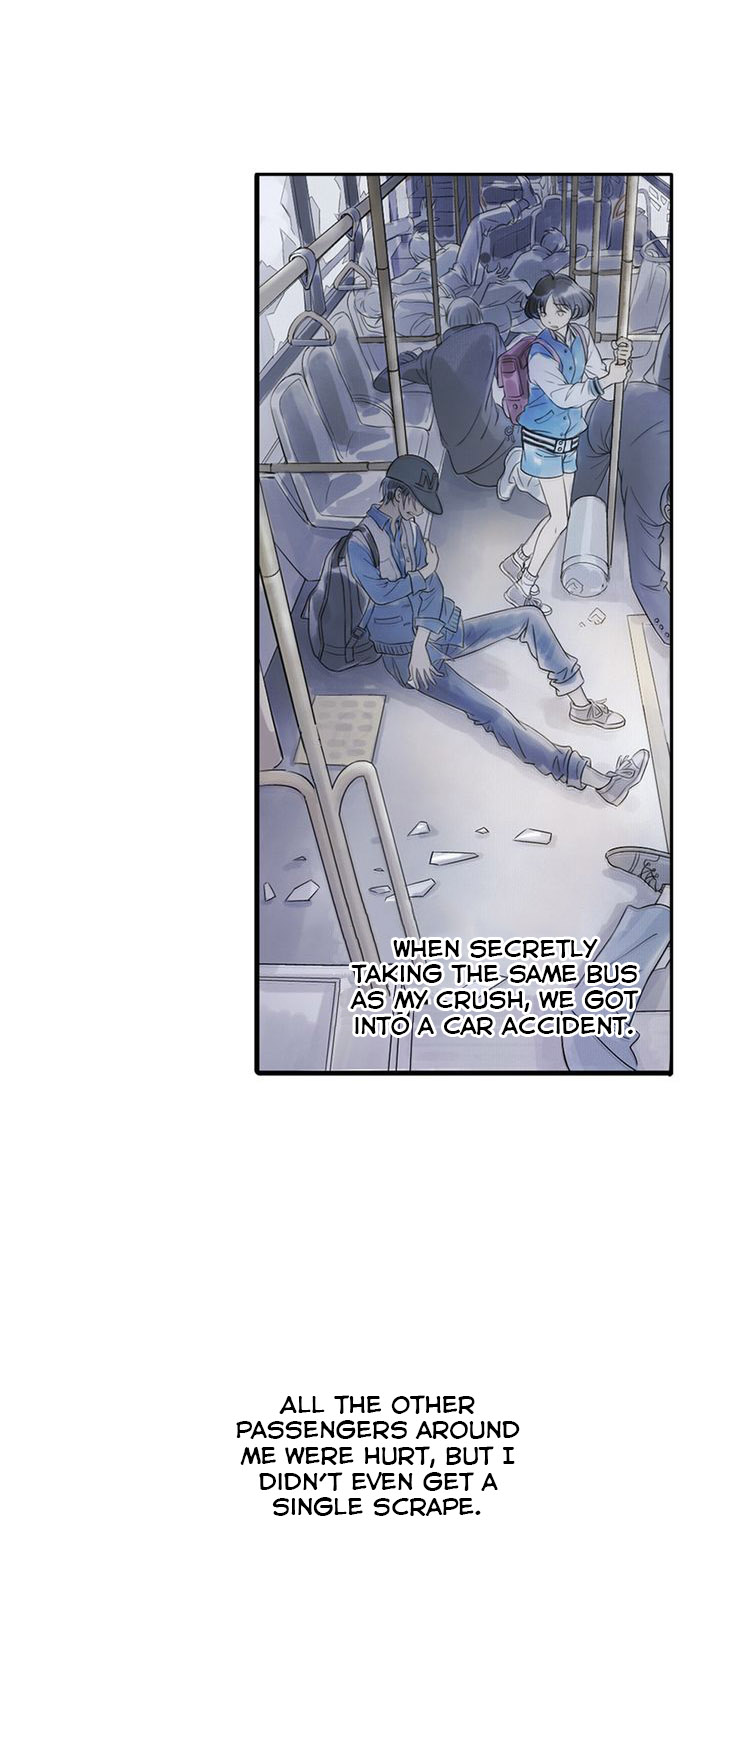 N
WHEN SECRETLY
TAKING THE SAME BUS
AS MY CRUSH, WE GOT
INTO A CAR ACCIDENT.
ALL THE OTHER
PASSENGERS AROUND
ME WERE HURT, BUT I
DIDN'T EVEN GET A
SINGLE SCRAPE.